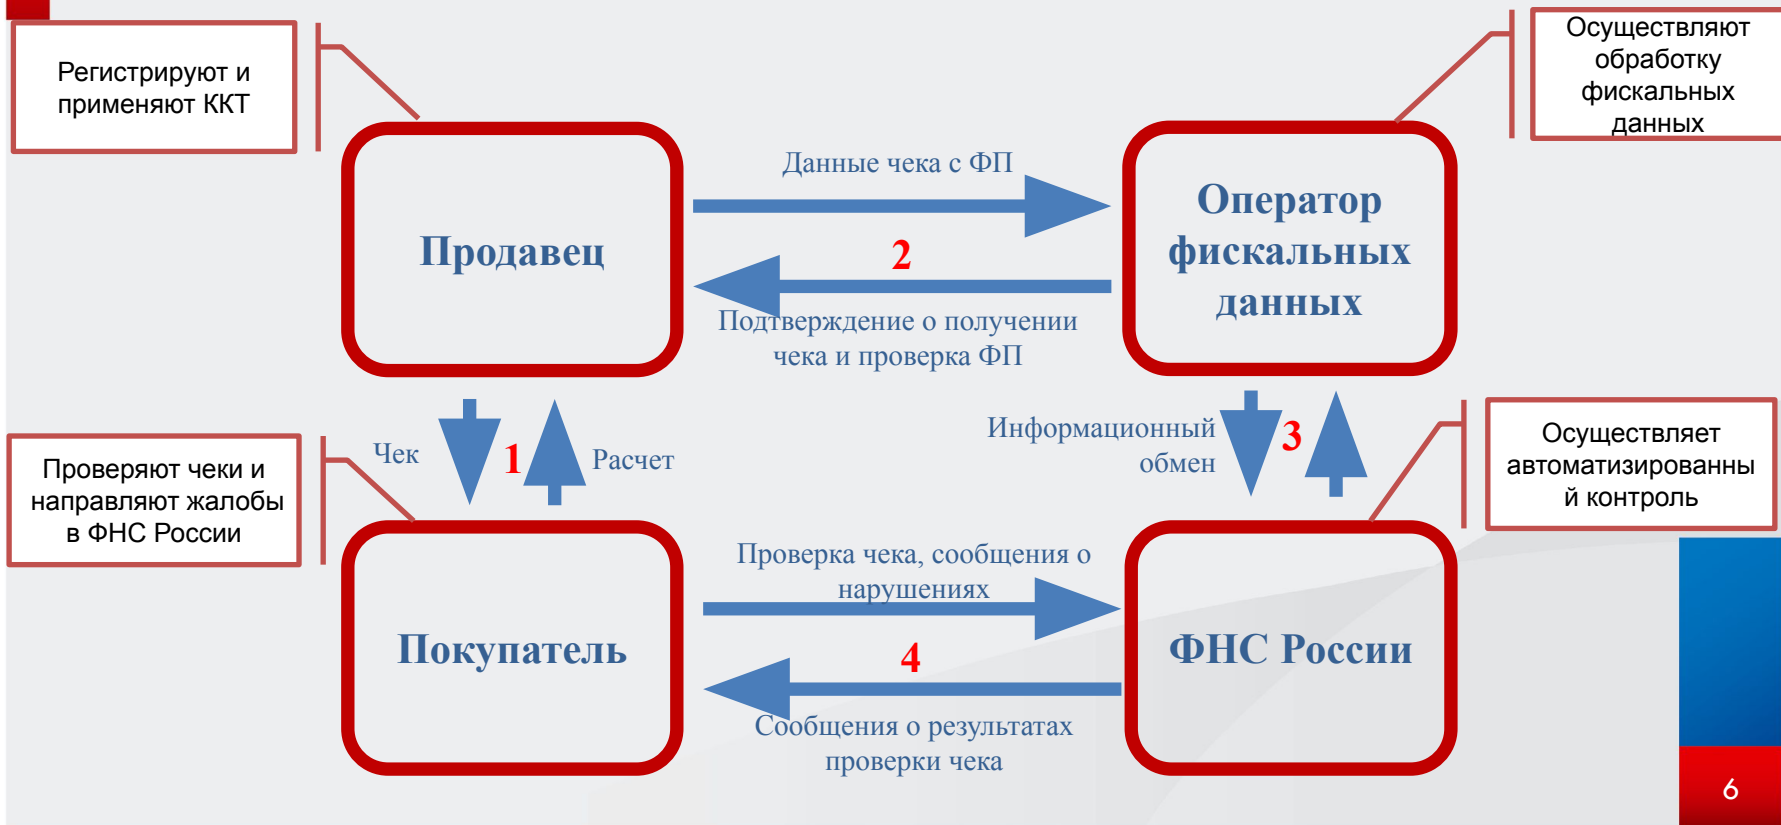 Регистрируют и
применяют ККТ
Осуществляют
обработку
фискальных
данных
Продавец
Данные чека с ФП
2
Подтверждение о получении
чека и проверка ФП
Оператор
фискальных
данных
Чек
1
Расчет
Информационный
обмен
3
Проверяют чеки и
направляют жалобы
в ФНС России
Осуществляет
автоматизированны
й контроль
Покупатель
Проверка чека, сообщения о
нарушениях
4
Сообщения о результатах
проверки чека
ФНС России
6